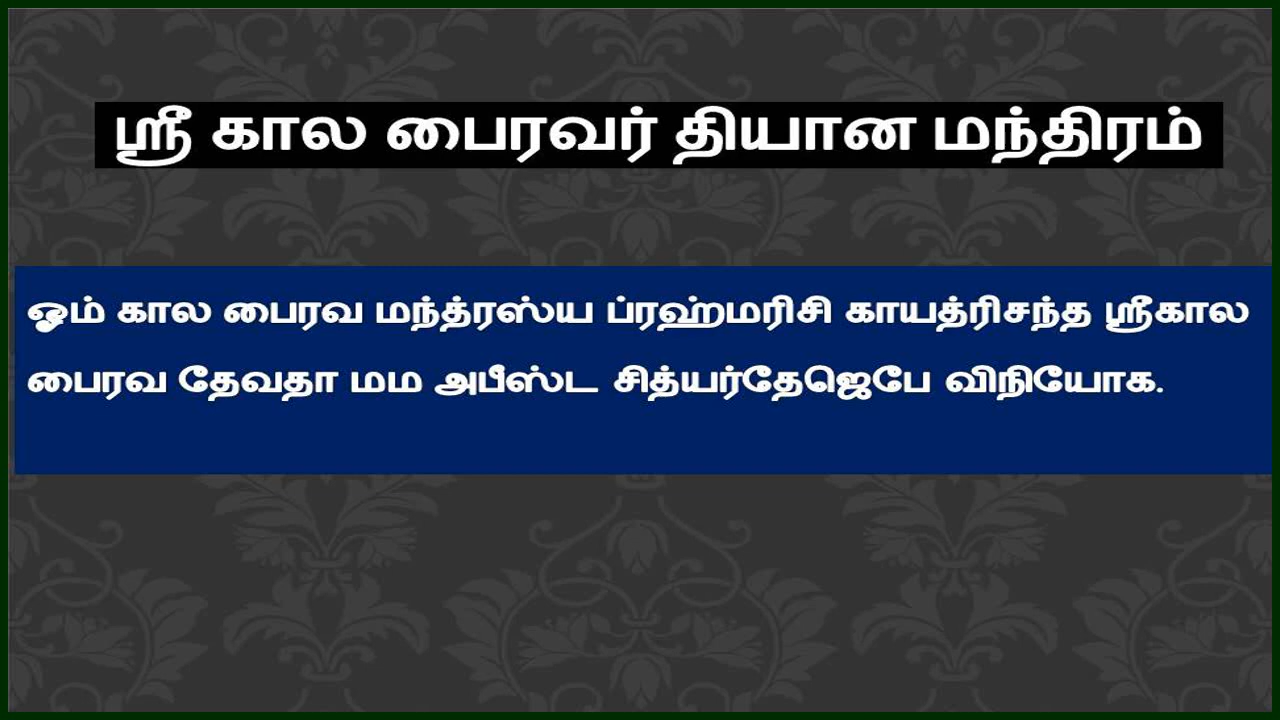 ஸ்ரீ கால பைரவர் தியான மந்திரம்
ஓம் கால பைரவ மந்த்ரஸ்ய ப்ரஹ்மரிசி காயத்ரிசந்த ஸ்ரீகால
பைரவ தேவதா மம அபீஸ்ட சித்யர்தேஜெபே விநியோக.